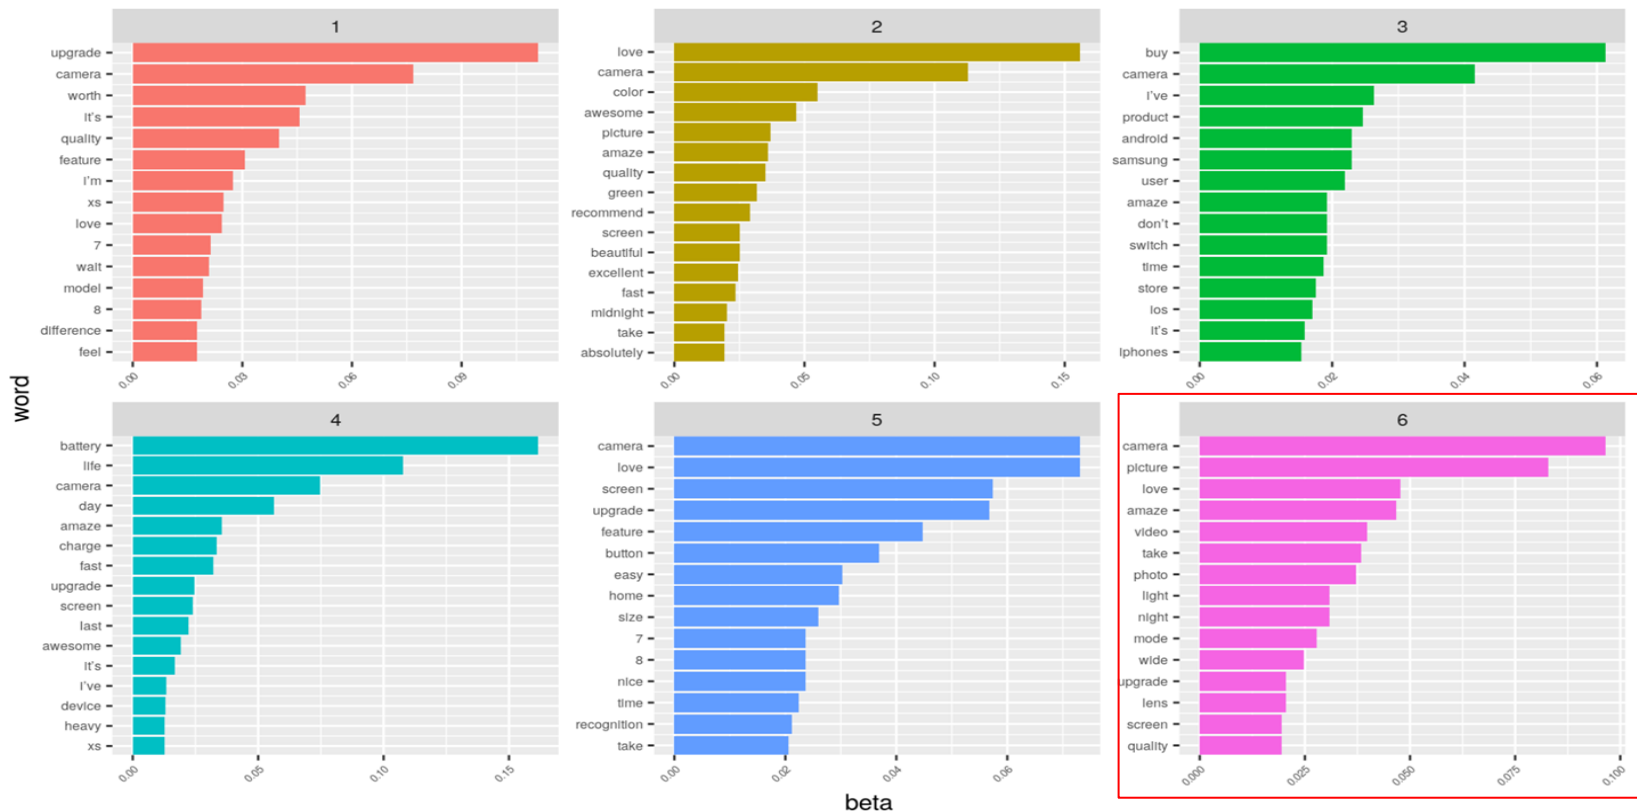 1
upgrade
camera
worth
it's
quality
feature
I'm
xs
love
7
wait
model
8
difference
feel
0.00 0.03 0.06 0.09
2
love
camera
color
awesome
picture
amaze
quality
green
recommend
screen
beautiful
excellent
fast
midnight
take
absolutely
0.00 0.05 0.10 0.15
3
buy
camera
I've
product
android
samsung
user
amaze
don't
switch
time
store
ios
it's
iphones
0.00 0.02 0.04 0.06
word
4
battery
life
camera
day
amaze
charge
fast
upgrade
screen
last
awesome
it's
I've
device
heavy
xs
0.00 0.05 0.10 0.15
5
camera
love
screen
upgrade
feature
button
easy
home
size
7
8
nice
time
recognition
take
0.00 0.02 0.04 0.06
6
camera
picture
love
amaze
video
take
photo
light
night
mode
wide
upgrade
lens
screen
quality
0.000 0.025 0.050 0.075 0.100
beta